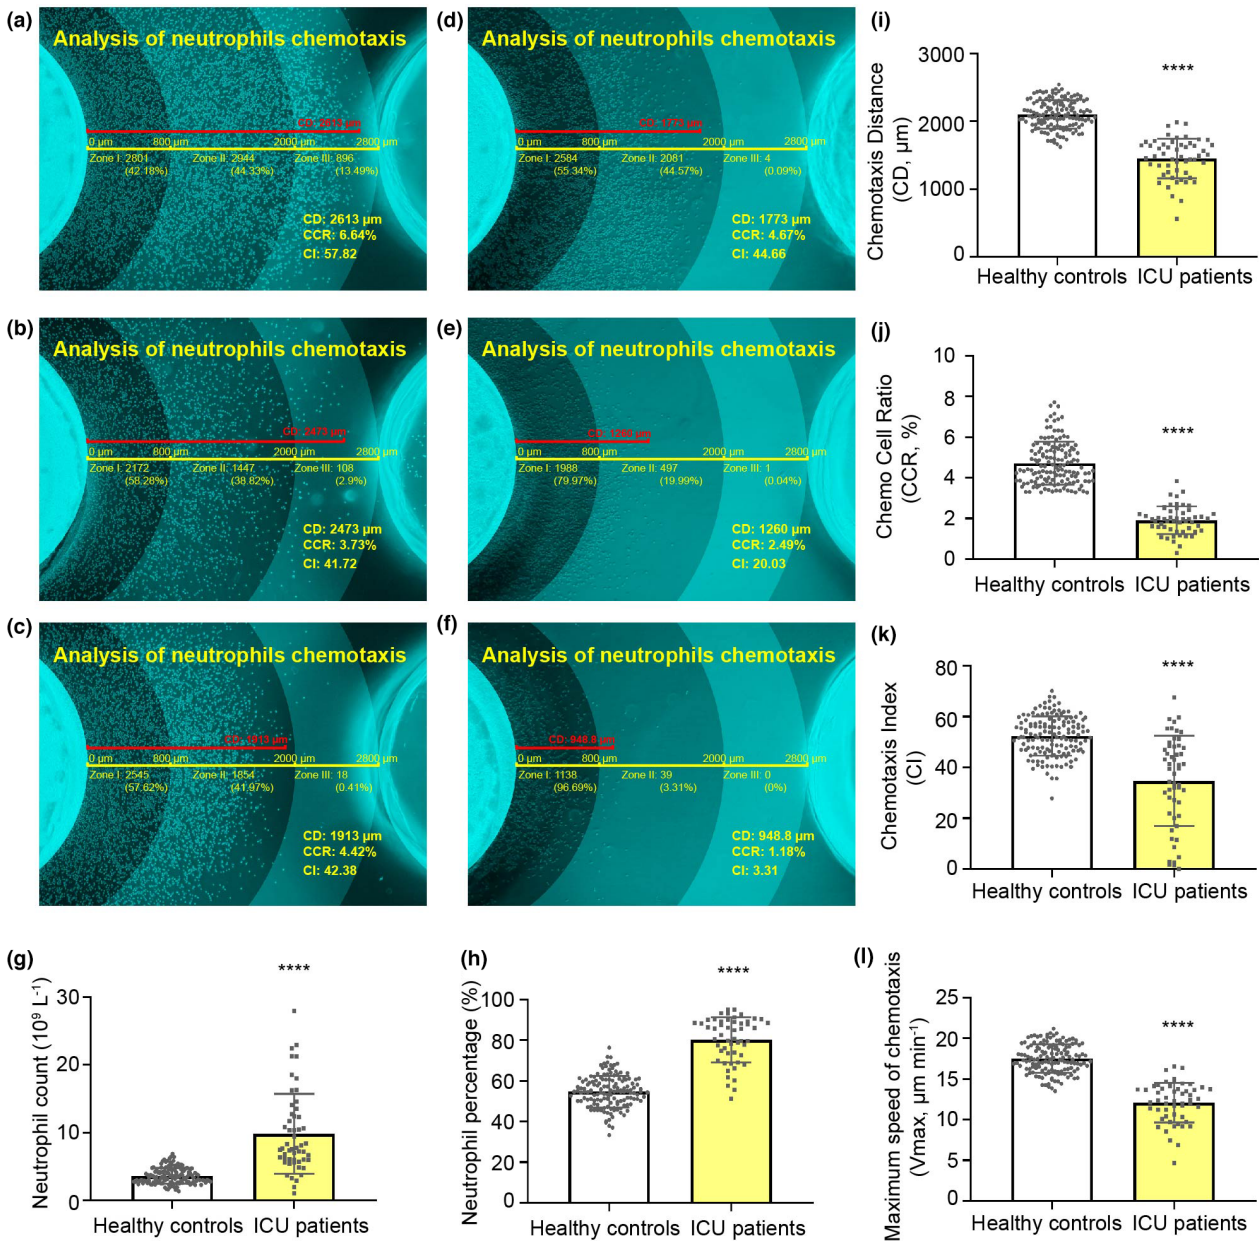 (a)
Analysis of neutrophils chemotaxis
CD: 2613 µm
0 µm 800 µm 2000 µm 2800 µm
Zone I: 2801 Zone II: 2944 Zone III: 896
(42.18%) (44.33%) (13.49%)
CD: 2613 µm
CCR: 6.64%
CI: 57.82
(b)
Analysis of neutrophils chemotaxis
CD: 2473 µm
0 µm 800 µm 2000 µm 2800 µm
Zone I: 2172 Zone II: 1447 Zone III: 108
(58.28%) (38.82%) (2.9%)
CD: 2473 µm
CCR: 3.73%
CI: 41.72
(c)
Analysis of neutrophils chemotaxis
CD: 1913 µm
0 µm 800 µm 2000 µm 2800 µm
Zone I: 2545 Zone II: 1854 Zone III: 18
(57.62%) (41.97%) (0.41%)
CD: 1913 µm
CCR: 4.42%
CI: 42.38
(d)
Analysis of neutrophils chemotaxis
CD: 1773 µm
0 µm 800 µm 2000 µm 2800 µm
Zone I: 2584 Zone II: 2081 Zone III: 4
(55.34%) (44.57%) (0.09%)
CD: 1773 µm
CCR: 4.67%
CI: 44.66
(e)
Analysis of neutrophils chemotaxis
CD: 1260 µm
0 µm 800 µm 2000 µm 2800 µm
Zone I: 1988 Zone II: 497 Zone III: 1
(79.97%) (19.99%) (0.04%)
CD: 1260 µm
CCR: 2.49%
CI: 20.03
(f)
Analysis of neutrophils chemotaxis
CD: 948.8 µm
0 µm 800 µm 2000 µm 2800 µm
Zone I: 1138 Zone II: 39 Zone III: 0
(96.69%) (3.31%) (0%)
CD: 948.8 µm
CCR: 1.18%
CI: 3.31
(g)
Neutrophil count (10⁹ L⁻¹)
30
20
10
0
****
Healthy controls ICU patients
(h)
Neutrophil percentage (%)
100
80
60
40
20
0
****
Healthy controls ICU patients
(i)
Chemotaxis Distance
(CD, µm)
3000
2000
1000
0
****
Healthy controls ICU patients
(j)
Chemo Cell Ratio
(CCR, %)
10
8
6
4
2
0
****
Healthy controls ICU patients
(k)
Chemotaxis Index
(CI)
80
60
40
20
0
****
Healthy controls ICU patients
(l)
Maximum speed of chemotaxis
(Vmax, µm min⁻¹)
25
20
15
10
5
0
****
Healthy controls ICU patients